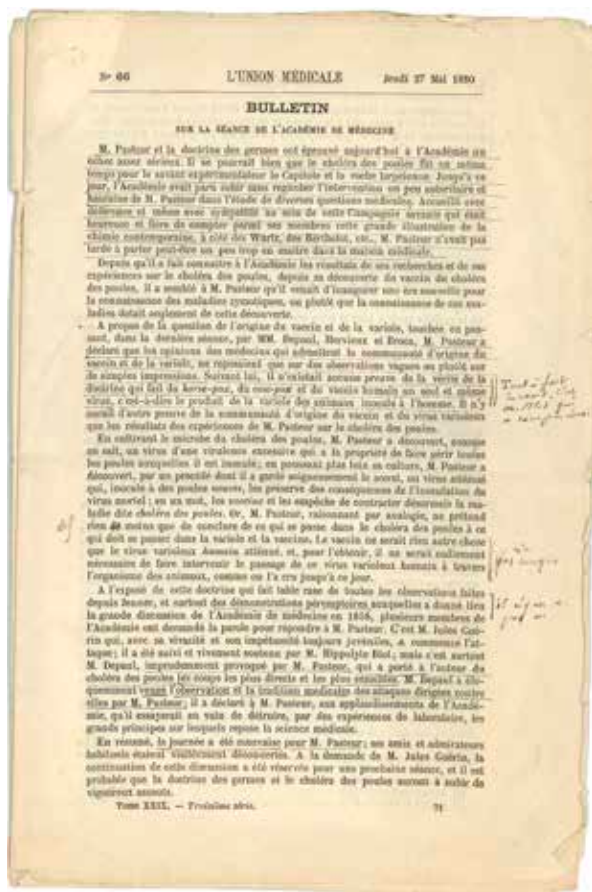 N° 66 L'UNION MÉDICALE Jeudi 27 Mai 1880
BULLETIN
SUR LA SÉANCE DE L'ACADÉMIE DE MÉDECINE
M. Pasteur et la doctrine des germes ont éprouvé aujourd'hui à l'Académie un
échec assez sérieux. Il se pourrait bien que le choléra des poules fût en même
temps pour le savant expérimentateur le Capitole et la roche tarpéienne. Jusqu'à ce
jour, l'Académie avait paru subir sans regimber l'intervention un peu autoritaire et
hautaine de M. Pasteur dans l'étude de diverses questions médicales. Accueilli avec
déférence et même avec sympathie au sein de cette Compagnie savante qui était
heureuse et fière de compter parmi ses membres cette grande illustration de la
chimie contemporaine, à côté des Wurtz, des Berthelot, etc., M. Pasteur n'avait pas
tardé à parler peut-être un peu trop en maître dans la maison médicale.
Depuis qu'il a fait connaître à l'Académie les résultats de ses recherches et de ses
expériences sur le choléra des poules, depuis sa découverte du vaccin du choléra
des poules, il a semblé à M. Pasteur qu'il venait d'inaugurer une ère nouvelle pour
la connaissance des maladies zymotiques, ou plutôt que la connaissance de ces ma-
ladies datait seulement de cette découverte.
A propos de la question de l'origine du vaccin et de la variole, touchée en pas-
sant, dans la dernière séance, par MM. Depaul, Hervieux et Broca, M. Pasteur a
déclaré que les opinions des médecins qui admettent la communauté d'origine du
vaccin et de la variole, ne reposaient que sur des observations vagues ou plutôt sur
de simples impressions. Suivant lui, il n'existait aucune preuve de la vérité de la
doctrine qui fait du horse-pox, du cow-pox et du vaccin humain un seul et même
virus, c'est-à-dire le produit de la variole des animaux inoculé à l'homme. Il n'y
aurait d'autre preuve de la communauté d'origine du vaccin et du virus varioleux
que les résultats des expériences de M. Pasteur sur le choléra des poules.
En cultivant le microbe du choléra des poules, M. Pasteur a découvert, comme
on sait, un virus d'une virulence excessive qui a la propriété de faire périr toutes
les poules auxquelles il est inoculé; en poussant plus loin sa culture, M. Pasteur a
découvert, par un procédé dont il a gardé soigneusement le secret, un virus atténué
qui, inoculé à des poules neuves, les préserve des conséquences de l'inoculation du
virus mortel; en un mot, les vaccine et les empêche de contracter désormais la ma-
ladie dite choléra des poules. Or, M. Pasteur, raisonnant par analogie, ne prétend
rien de moins que de conclure de ce qui se passe dans le choléra des poules à ce
qui doit se passer dans la variole et la vaccine. Le vaccin ne serait rien autre chose
que le virus varioleux humain atténué, et, pour l'obtenir, il ne serait nullement
nécessaire de faire intervenir le passage de ce virus varioleux humain à travers
l'organisme des animaux, comme on l'a cru jusqu'à ce jour.
A l'exposé de cette doctrine qui fait table rase de toutes les observations faites
depuis Jenner, et surtout des démonstrations péremptoires auxquelles a donné lieu
la grande discussion de l'Académie de médecine en 1858, plusieurs membres de
l'Académie ont demandé la parole pour répondre à M. Pasteur. C'est M. Jules Gué-
rin qui, avec sa vivacité et son impétuosité toujours juvéniles, a commencé l'at-
taque; il a été suivi et vivement soutenu par M. Hippolyte Blot; mais c'est surtout
M. Depaul, imprudemment provoqué par M. Pasteur, qui a porté à l'auteur du
choléra des poules les coups les plus directs et les plus sensibles. M. Depaul a élo-
quemment vengé l'observation et la tradition médicales des attaques dirigées contre
elles par M. Pasteur; il a déclaré à M. Pasteur, aux applaudissements de l'Acadé-
mie, qu'il essayerait en vain de détruire, par des expériences de laboratoire, les
grands principes sur lesquels repose la science médicale.
En résumé, la journée a été mauvaise pour M. Pasteur; ses amis et admirateurs
habituels étaient visiblement déconcertés. A la demande de M. Jules Guérin, la
continuation de cette discussion a été réservée pour une prochaine séance, et il est
probable que la doctrine des germes et le choléra des poules auront à subir de
vigoureux assauts.
Tome XXIX. — Troisième série. 71